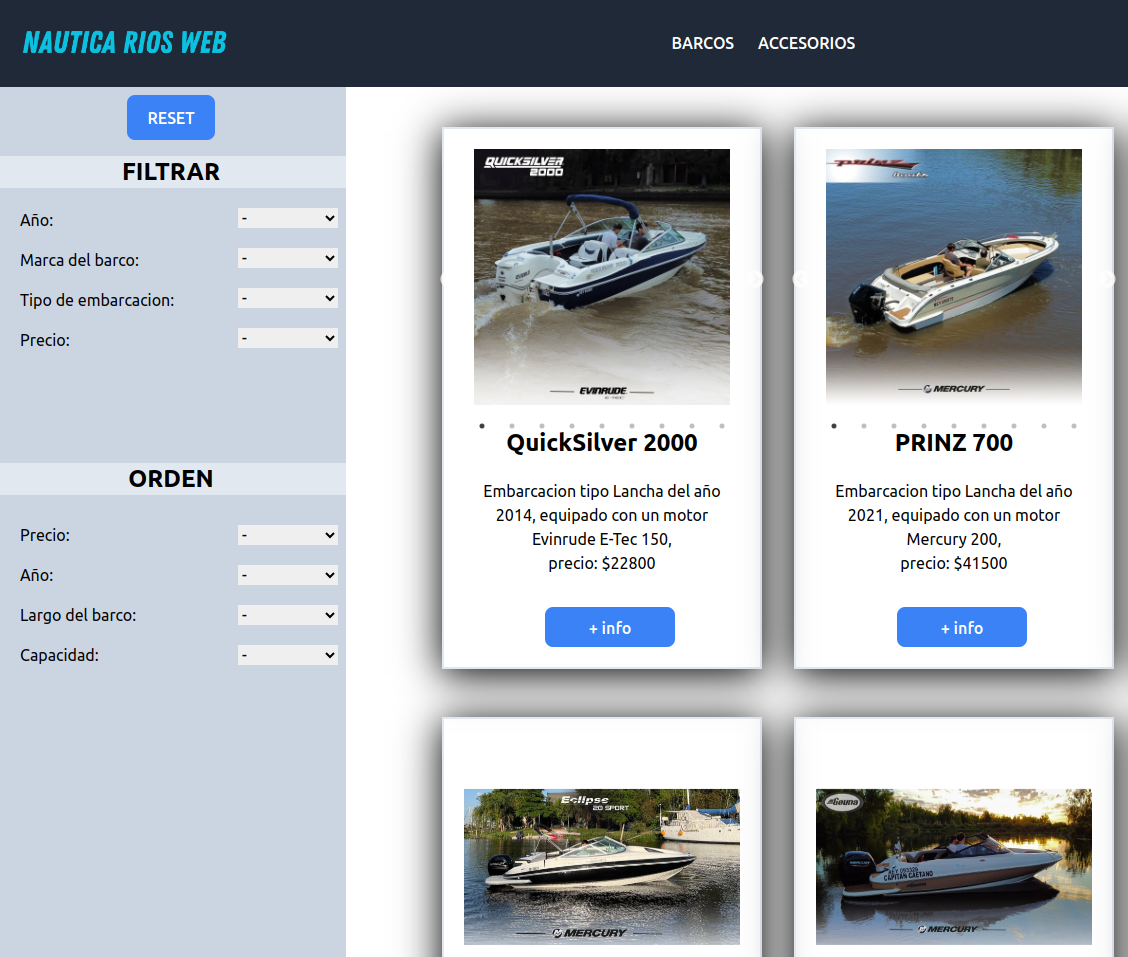 NAUTICA RIOS WEB
BARCOS
ACCESORIOS
RESET
FILTRAR
Año: -
Marca del barco: -
Tipo de embarcacion: -
Precio: -
ORDEN
Precio: -
Año: -
Largo del barco: -
Capacidad: -
QUICKSILVER
2000
EVINRUDE
QuickSilver 2000
Embarcacion tipo Lancha del año
2014, equipado con un motor
Evinrude E-Tec 150,
precio: $22800
+ info
prinz
MERCURY
PRINZ 700
Embarcacion tipo Lancha del año
2021, equipado con un motor
Mercury 200,
precio: $41500
+ info
Eclipse
20 SPORT
MERCURY
Gauna
REY 093329
CAPITAN CAETANO
MERCURY